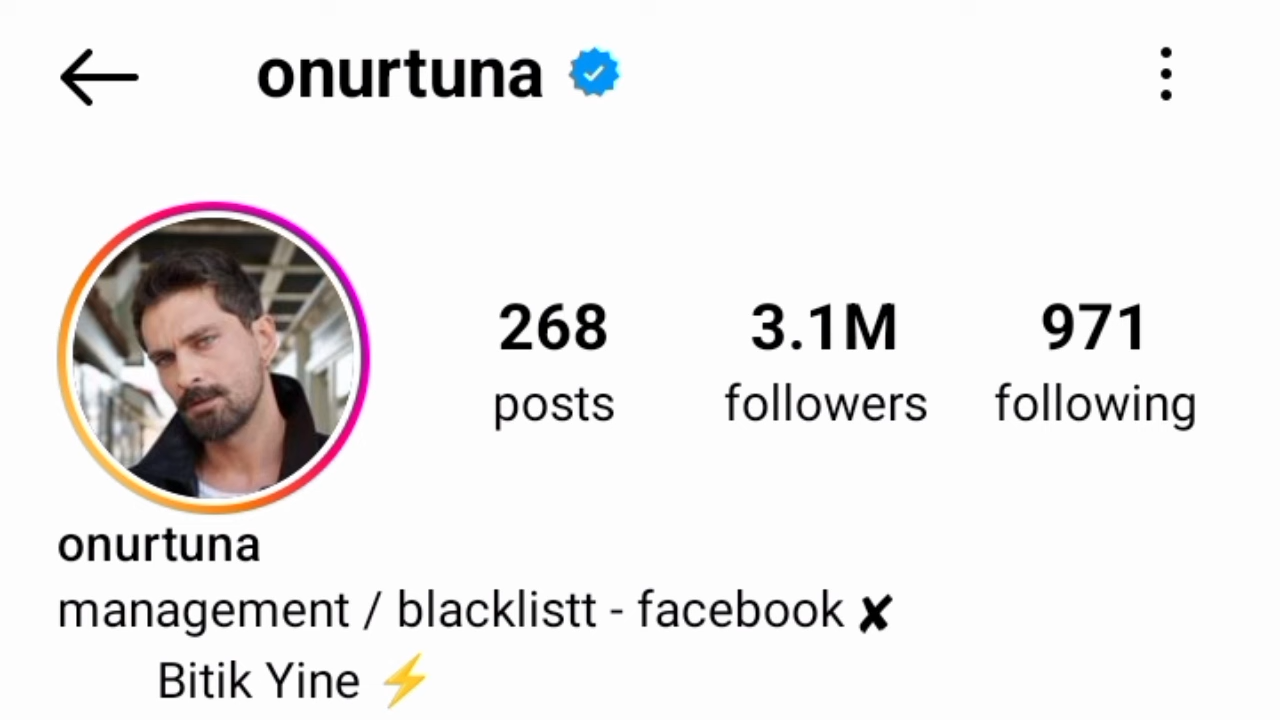 onurtuna
268 3.1M 971
posts followers following
onurtuna
management / blacklistt - facebook ✘
Bitik Yine ⚡